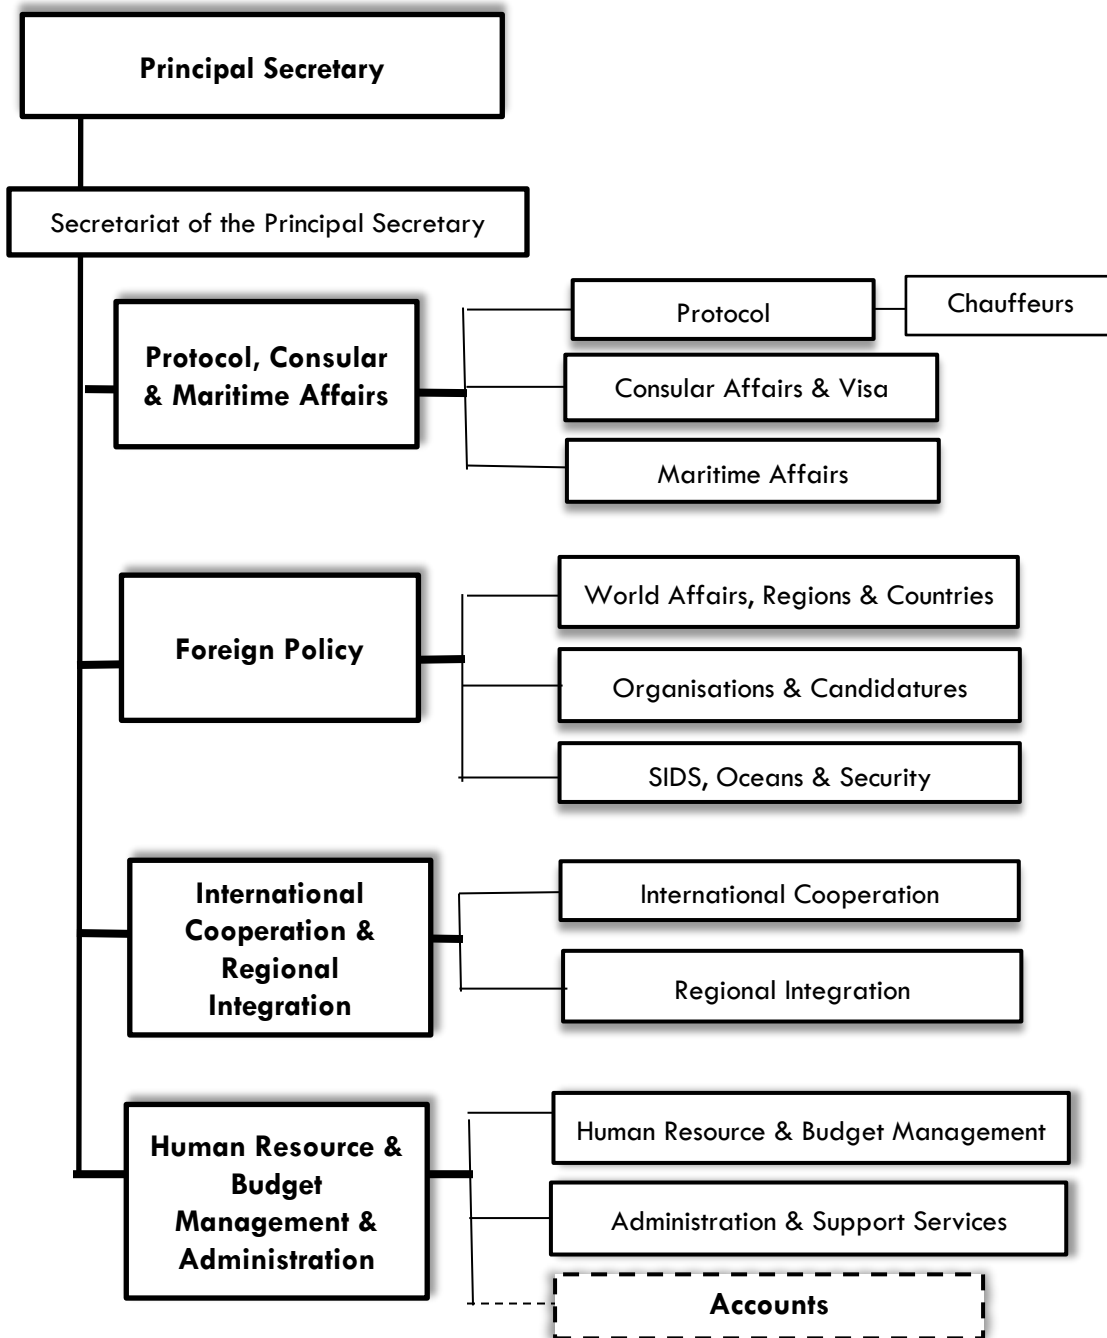 Principal Secretary
Secretariat of the Principal Secretary
Protocol, Consular
& Maritime Affairs
Protocol
Chauffeurs
Consular Affairs & Visa
Maritime Affairs
Foreign Policy
World Affairs, Regions & Countries
Organisations & Candidatures
SIDS, Oceans & Security
International
Cooperation &
Regional
Integration
International Cooperation
Regional Integration
Human Resource &
Budget
Management &
Administration
Human Resource & Budget Management
Administration & Support Services
Accounts